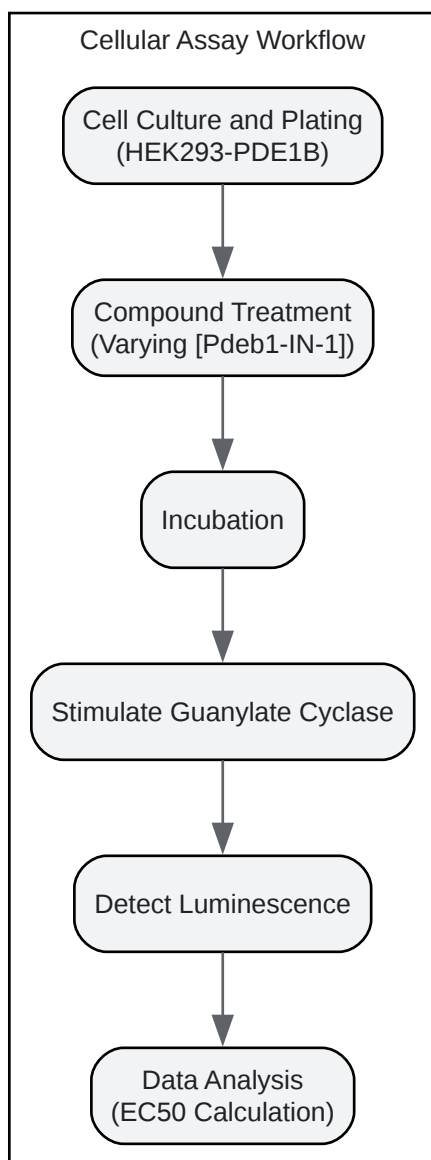 Cellular Assay Workflow
Cell Culture and Plating
(HEK293-PDE1B)
Compound Treatment
(Varying [Pdeb1-IN-1])
Incubation
Stimulate Guanylate Cyclase
Detect Luminescence
Data Analysis
(EC50 Calculation)